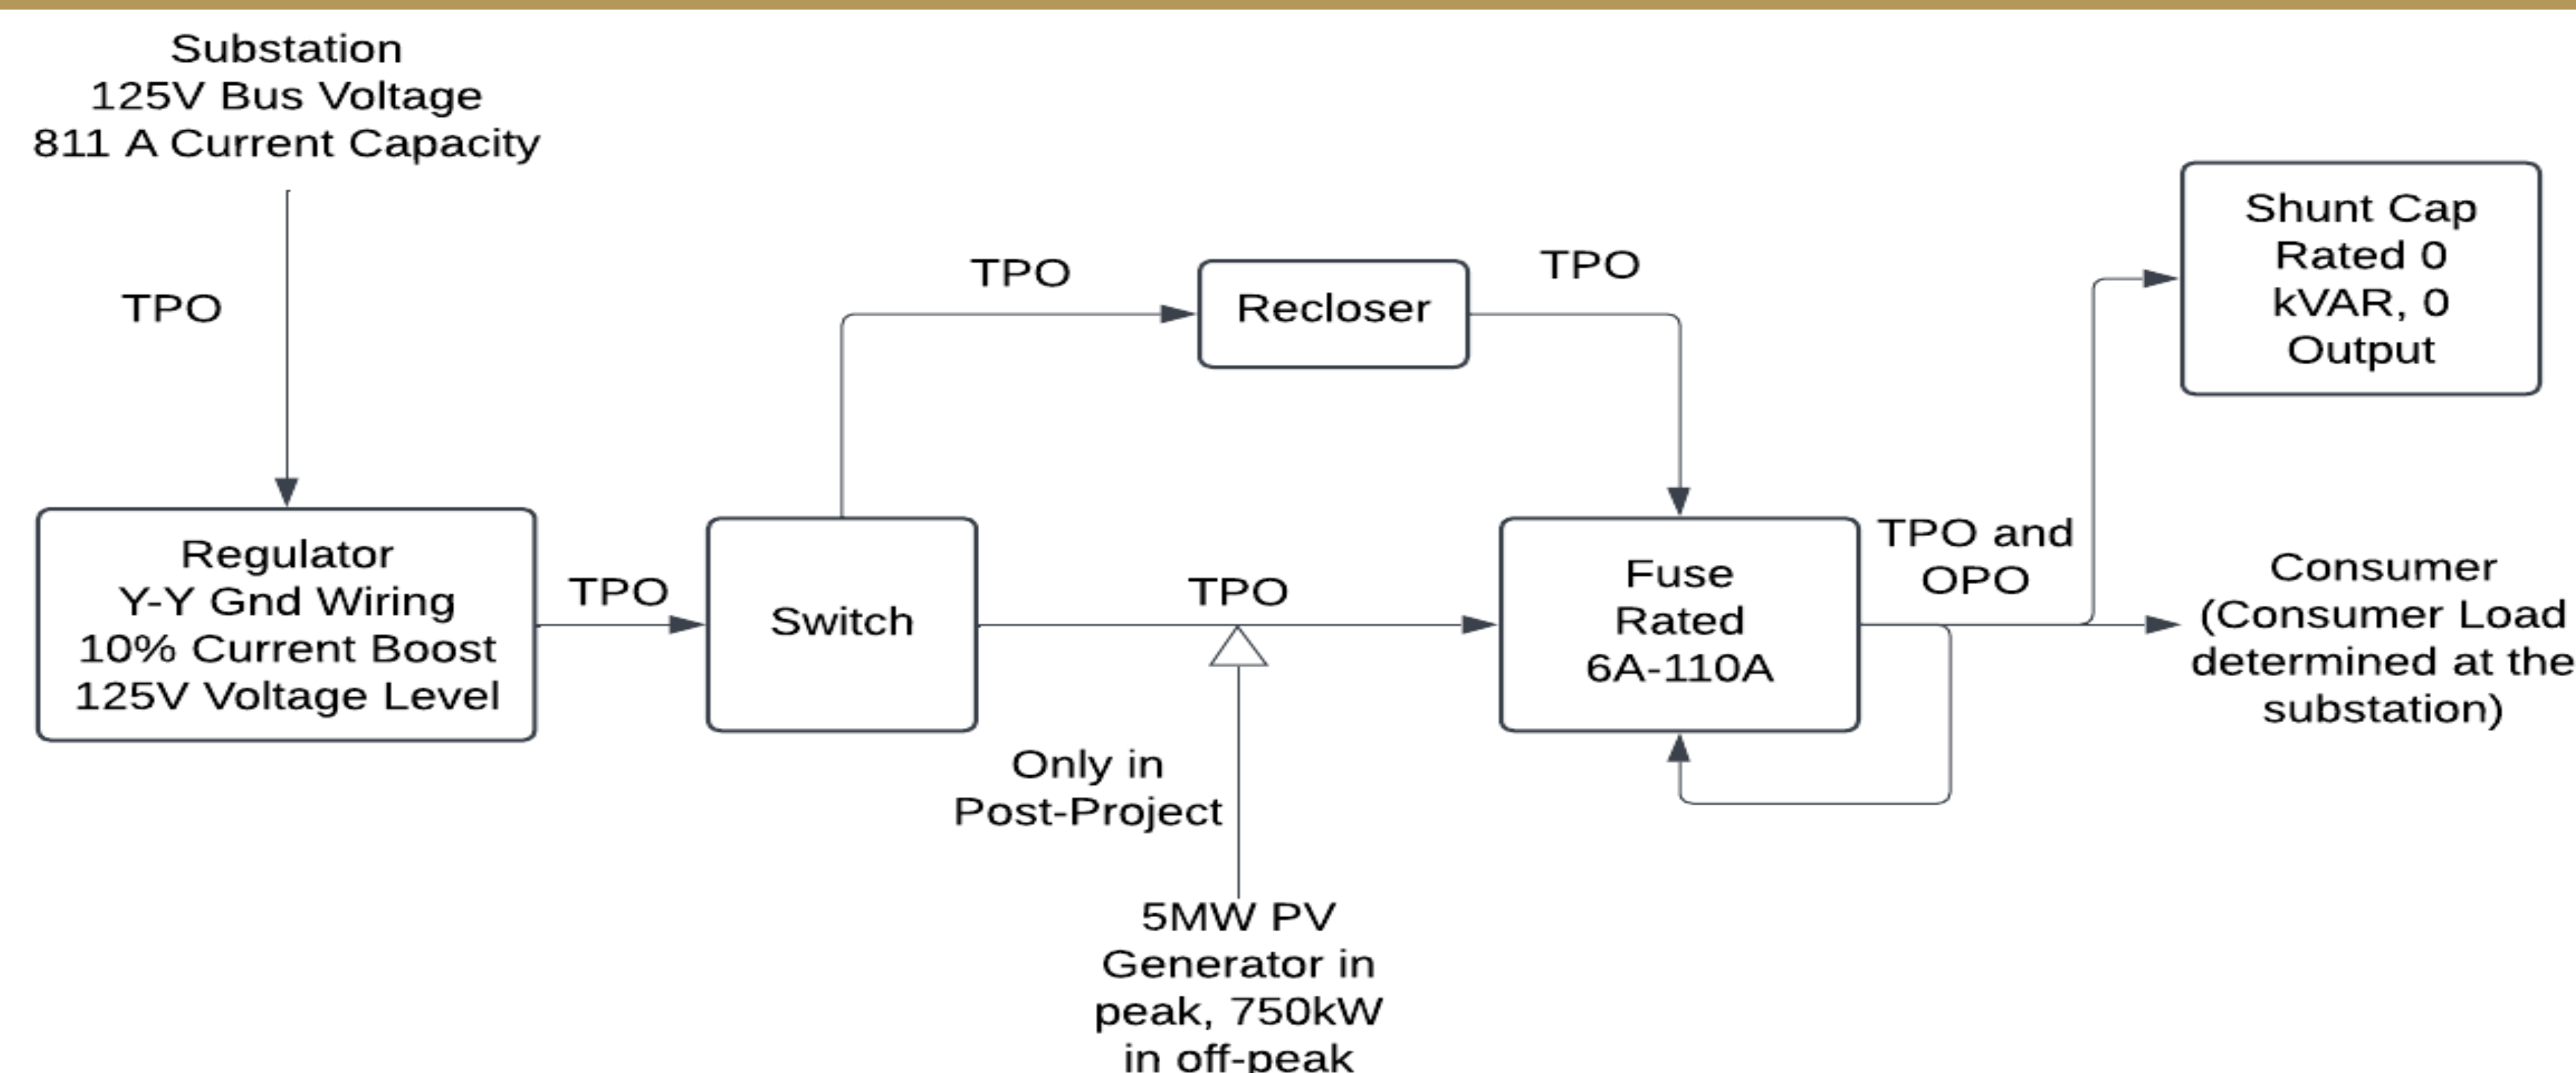 Substation
125V Bus Voltage
811 A Current Capacity
TPO
Regulator
Y-Y Gnd Wiring
10% Current Boost
125V Voltage Level
TPO
Switch
TPO
Recloser
TPO
TPO
Only in
Post-Project
5MW PV
Generator in
peak, 750kW
in off-peak
Fuse
Rated
6A-110A
TPO and
OPO
Shunt Cap
Rated 0
kVAR, 0
Output
Consumer
(Consumer Load
determined at the
substation)